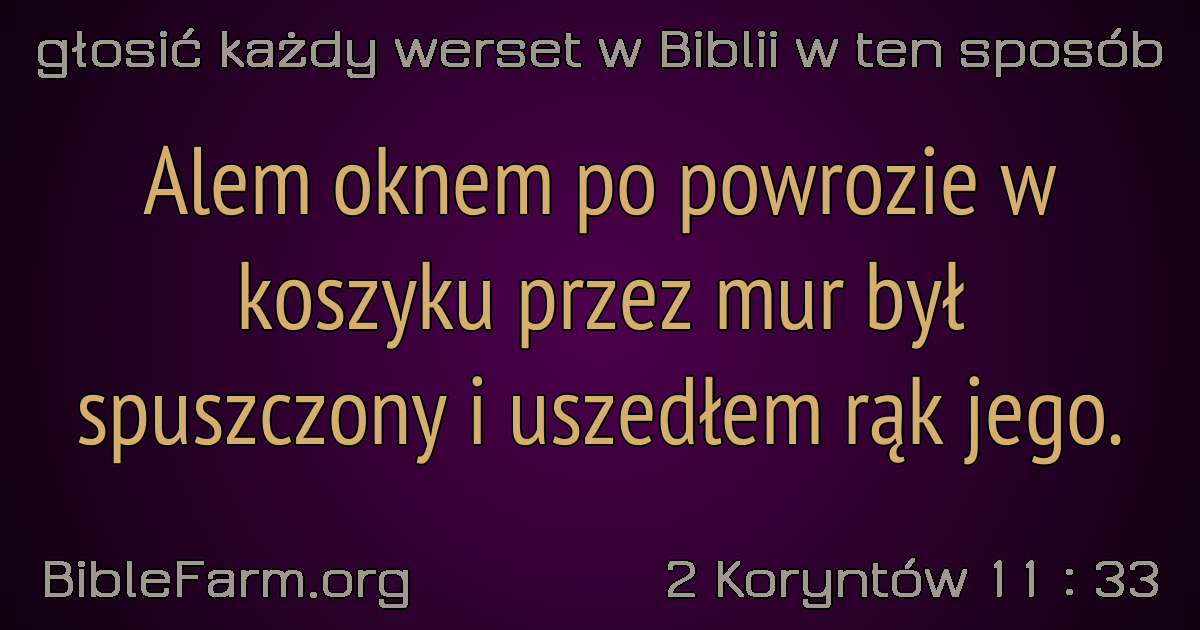 głosić każdy werset w Biblii w ten sposób
Alem oknem po powrozie w
koszyku przez mur był
spuszczony i uszedłem rąk jego.
BibleFarm.org
2 Koryntów 11 : 33